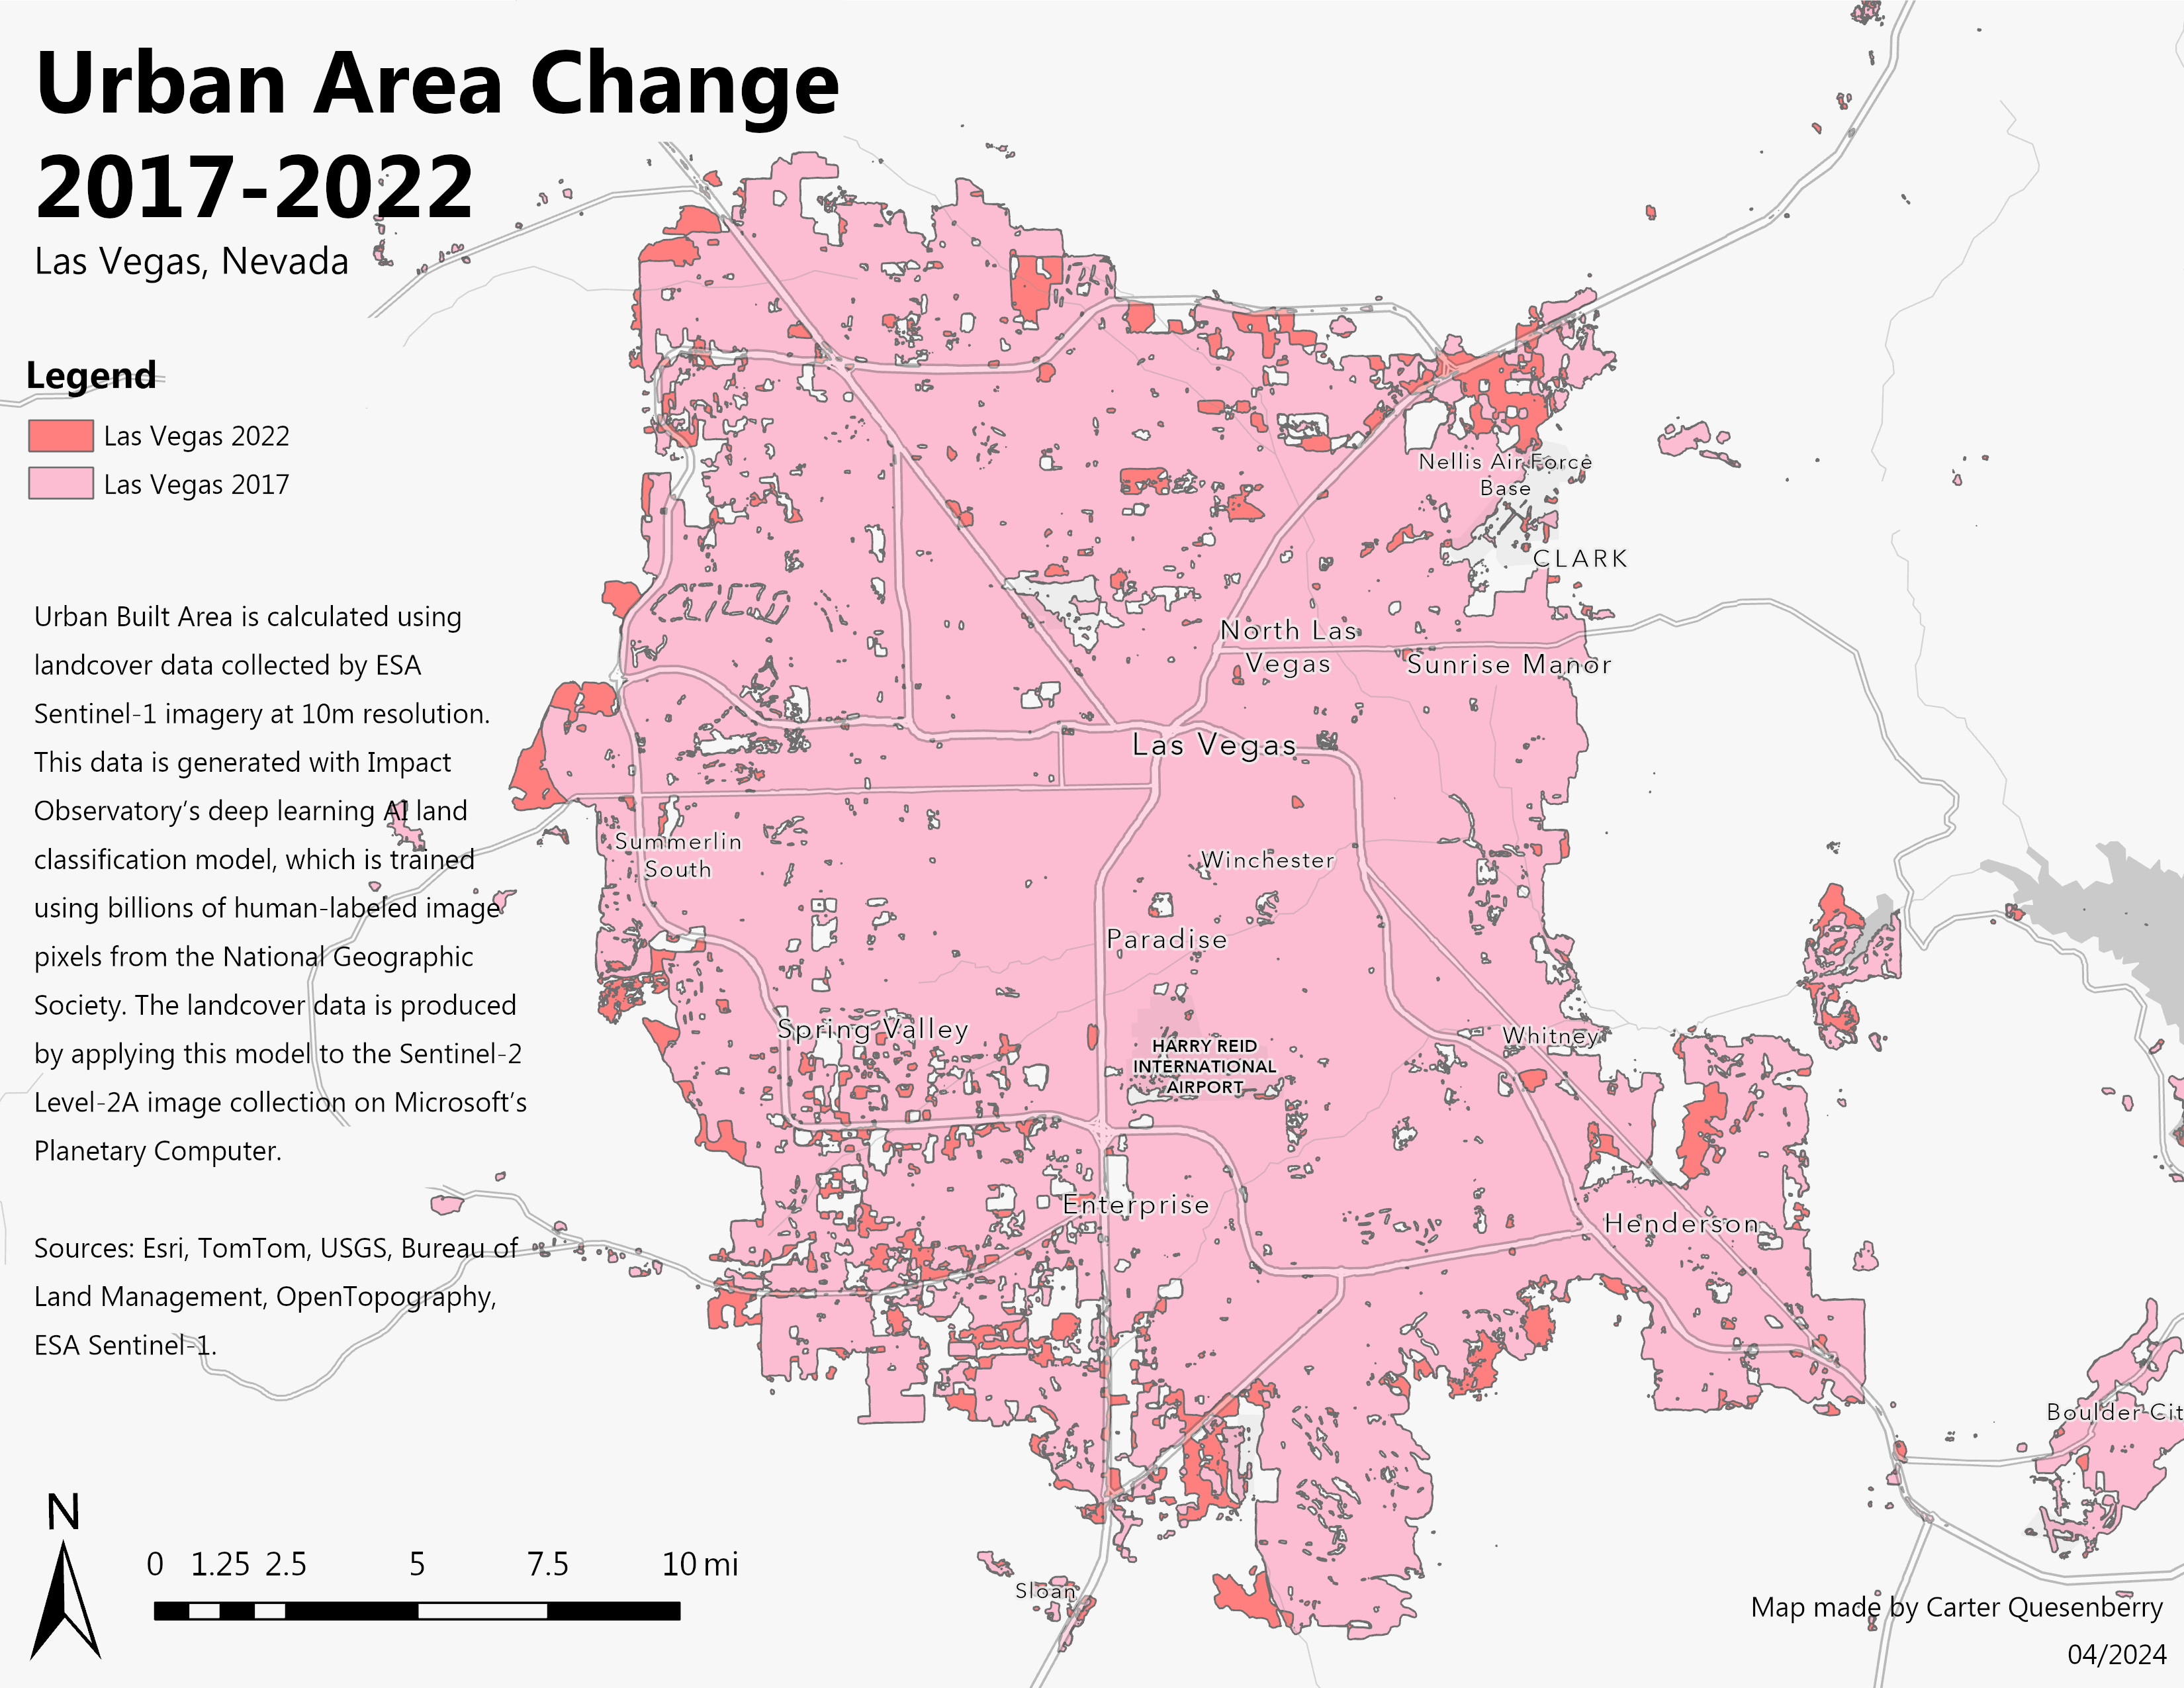 Urban Area Change
2017-2022
Las Vegas, Nevada
Legend
Las Vegas 2022
Las Vegas 2017
Urban Built Area is calculated using
landcover data collected by ESA
Sentinel-1 imagery at 10m resolution.
This data is generated with Impact
Observatory’s deep learning AI land
classification model, which is trained
using billions of human-labeled image
pixels from the National Geographic
Society. The landcover data is produced
by applying this model to the Sentinel-2
Level-2A image collection on Microsoft’s
Planetary Computer.
Sources: Esri, TomTom, USGS, Bureau of
Land Management, OpenTopography,
ESA Sentinel-1.
Nellis Air Force
Base
CLARK
North Las
Vegas
Sunrise Manor
Las Vegas
Summerlin
South
Winchester
Paradise
Spring Valley
HARRY REID
INTERNATIONAL
AIRPORT
Whitney
Enterprise
Henderson
Boulder Cit
Sloan
N
0 1.25 2.5 5 7.5 10 mi
Map made by Carter Quesenberry
04/2024